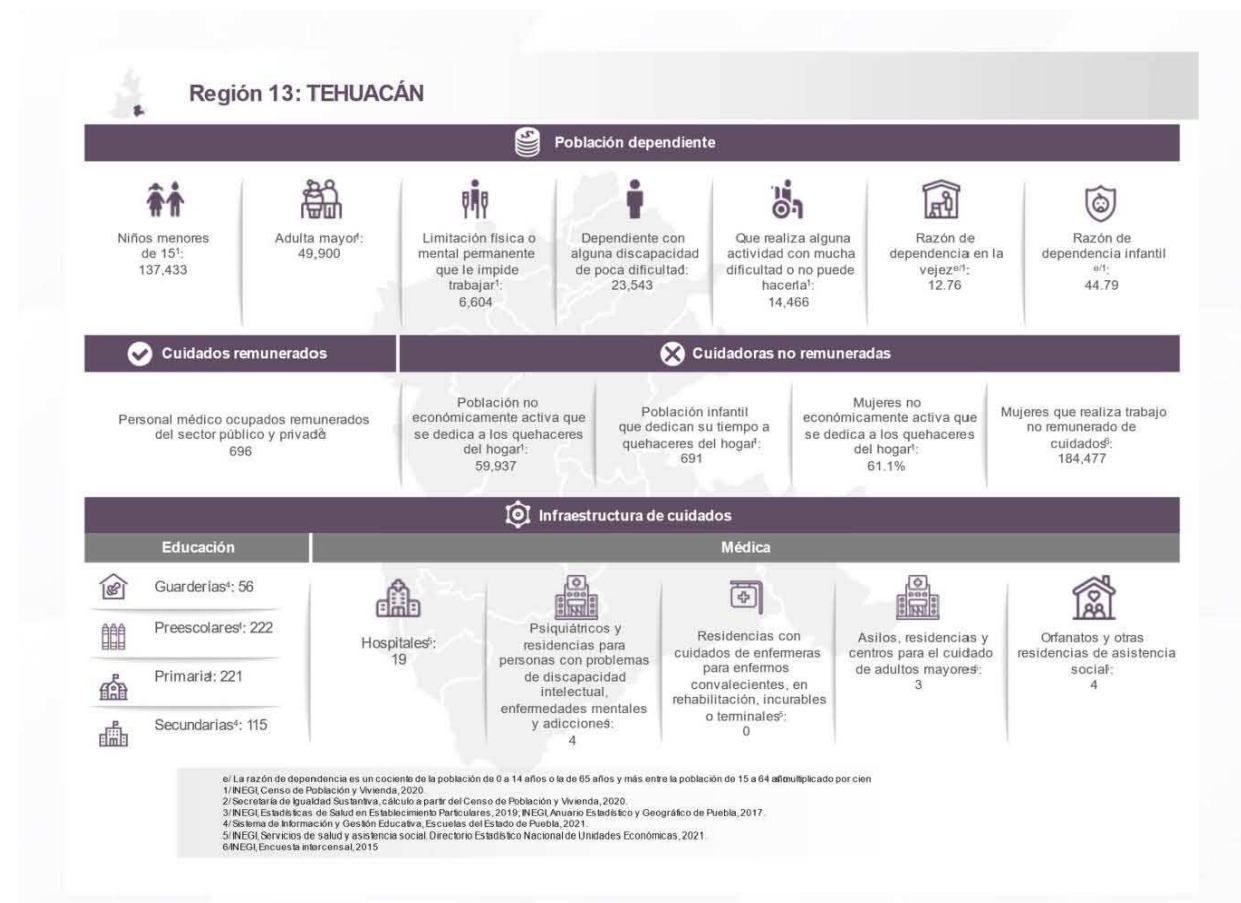 Región 13: TEHUACÁN
Población dependiente
Niños menores
de 15¹:
137,433
Adulta mayor¹:
49,900
Limitación física o
mental permanente
que le impide
trabajar¹:
6,604
Dependiente con
alguna discapacidad
de poca dificultad:
23,543
Que realiza alguna
actividad con mucha
dificultad o no puede
hacerla¹:
14,466
Razón de
dependencia en la
vejezᵉ/¹:
12.76
Razón de
dependencia infantil
e/1:
44.79
Cuidados remunerados
Cuidadoras no remuneradas
Personal médico ocupados remunerados
del sector público y privado
696
Población no
económicamente activa que
se dedica a los quehaceres
del hogar¹:
59,937
Población infantil
que dedican su tiempo a
quehaceres del hogar¹:
691
Mujeres no
económicamente activa que
se dedica a los quehaceres
del hogar¹:
61.1%
Mujeres que realiza trabajo
no remunerado de
cuidados⁶:
184,477
Infraestructura de cuidados
Educación
Médica
Guarderías⁴: 56
Preescolares⁴: 222
Primaria⁴: 221
Secundarias⁴: 115
Hospitales⁵:
19
Psiquiátricos y
residencias para
personas con problemas
de discapacidad
intelectual,
enfermedades mentales
y adicciones⁵:
4
Residencias con
cuidados de enfermeras
para enfermos
convalecientes, en
rehabilitación, incurables
o terminales⁵:
0
Asilos, residencias y
centros para el cuidado
de adultos mayores⁵:
3
Orfanatos y otras
residencias de asistencia
social⁵:
4
e/ La razón de dependencia es un cociente de la población de 0 a 14 años o la de 65 años y más entre la población de 15 a 64 años multiplicado por cien
1/ INEGI, Censo de Población y Vivienda, 2020.
2/ Secretaría de Igualdad Sustantiva, cálculo a partir del Censo de Población y Vivienda, 2020.
3/ INEGI, Estadísticas de Salud en Establecimiento Particulares, 2019; INEGI, Anuario Estadístico y Geográfico de Puebla, 2017.
4/ Sistema de Información y Gestión Educativa, Escuelas del Estado de Puebla, 2021.
5/ INEGI, Servicios de salud y asistencia social. Directorio Estadístico Nacional de Unidades Económicas, 2021.
6/INEGI, Encuesta intercensal, 2015